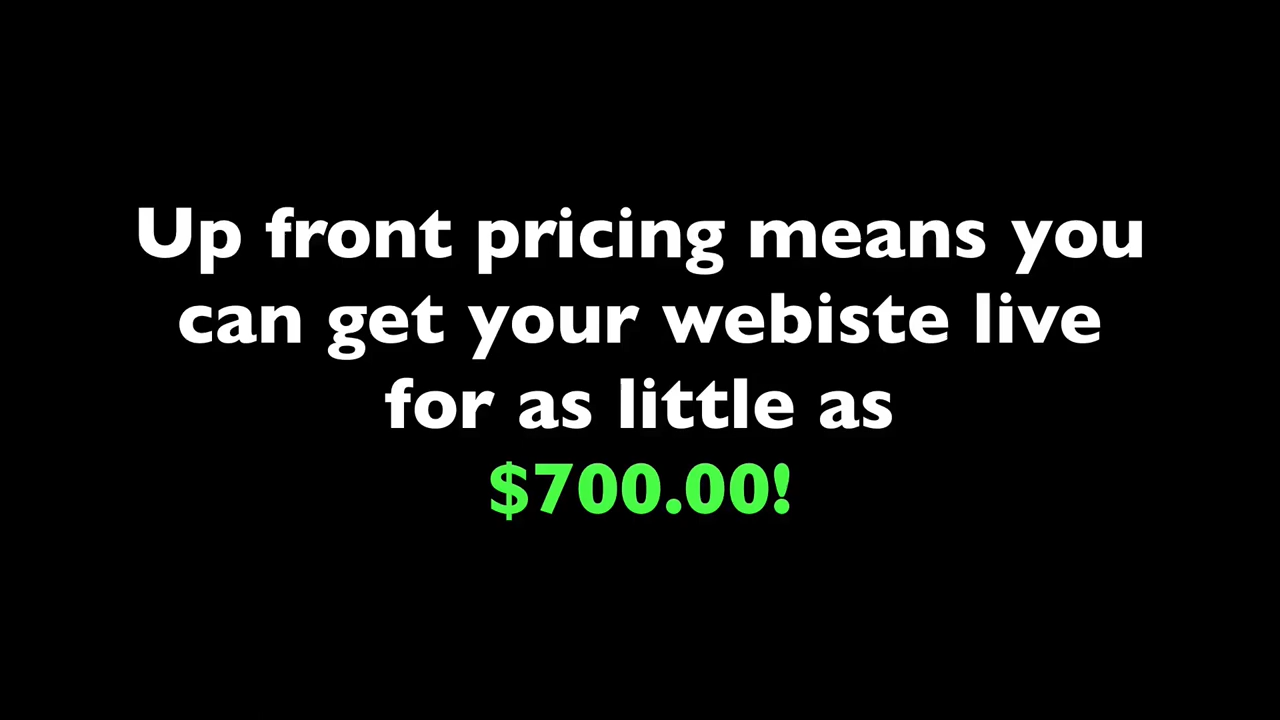 Up front pricing means you
can get your webiste live
for as little as
$700.00!